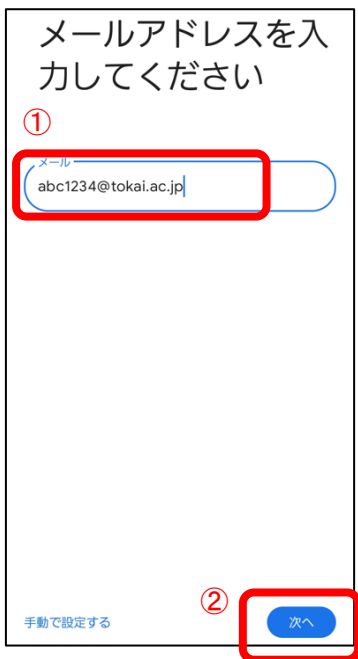 メールアドレスを入
力してください
①
メール
abc1234@tokai.ac.jp
②
手動で設定する
次へ